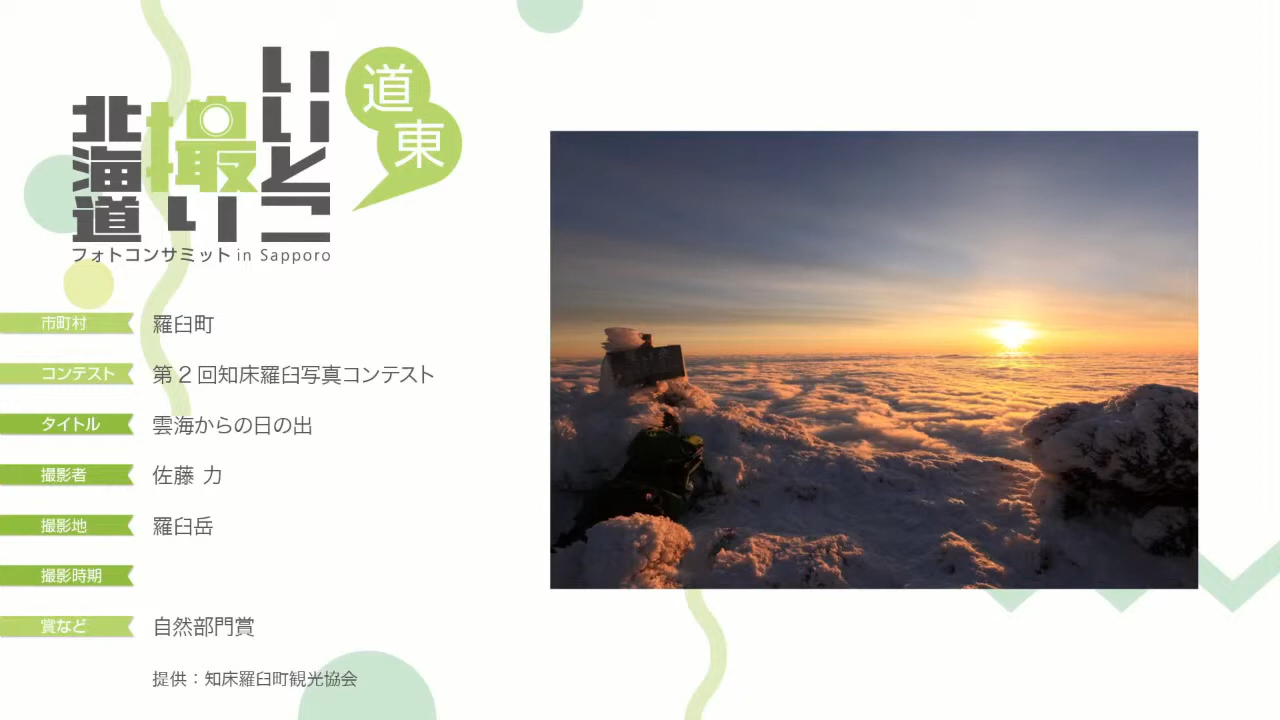 北海道
撮り
いいとこ
道東
フォトコンサミット in Sapporo
市町村 羅臼町
コンテスト 第2回知床羅臼写真コンテスト
タイトル 雲海からの日の出
撮影者 佐藤 力
撮影地 羅臼岳
撮影時期
賞など 自然部門賞
提供：知床羅臼町観光協会